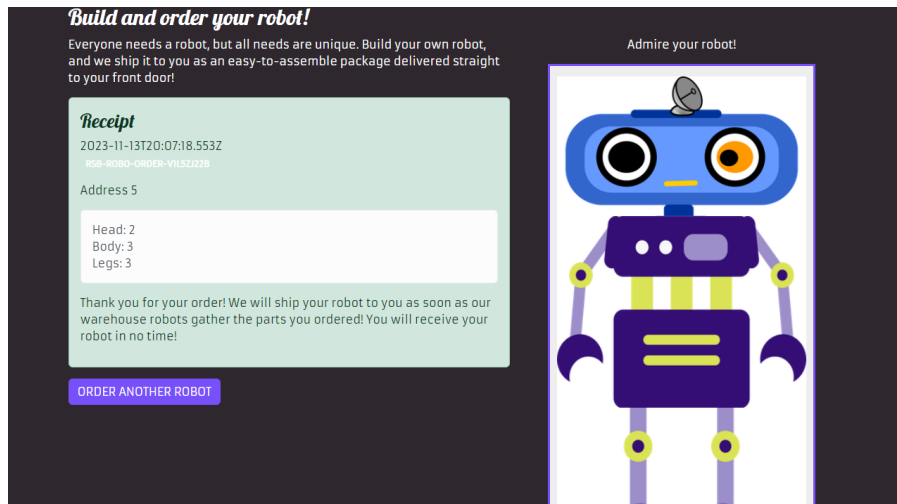 Build and order your robot!
Everyone needs a robot, but all needs are unique. Build your own robot,
and we ship it to you as an easy-to-assemble package delivered straight
to your front door!
Receipt
2023-11-13T20:07:18.553Z
RSB-ROBO-ORDER-VIL5ZJ22B
Address 5
Head: 2
Body: 3
Legs: 3
Thank you for your order! We will ship your robot to you as soon as our
warehouse robots gather the parts you ordered! You will receive your
robot in no time!
ORDER ANOTHER ROBOT
Admire your robot!